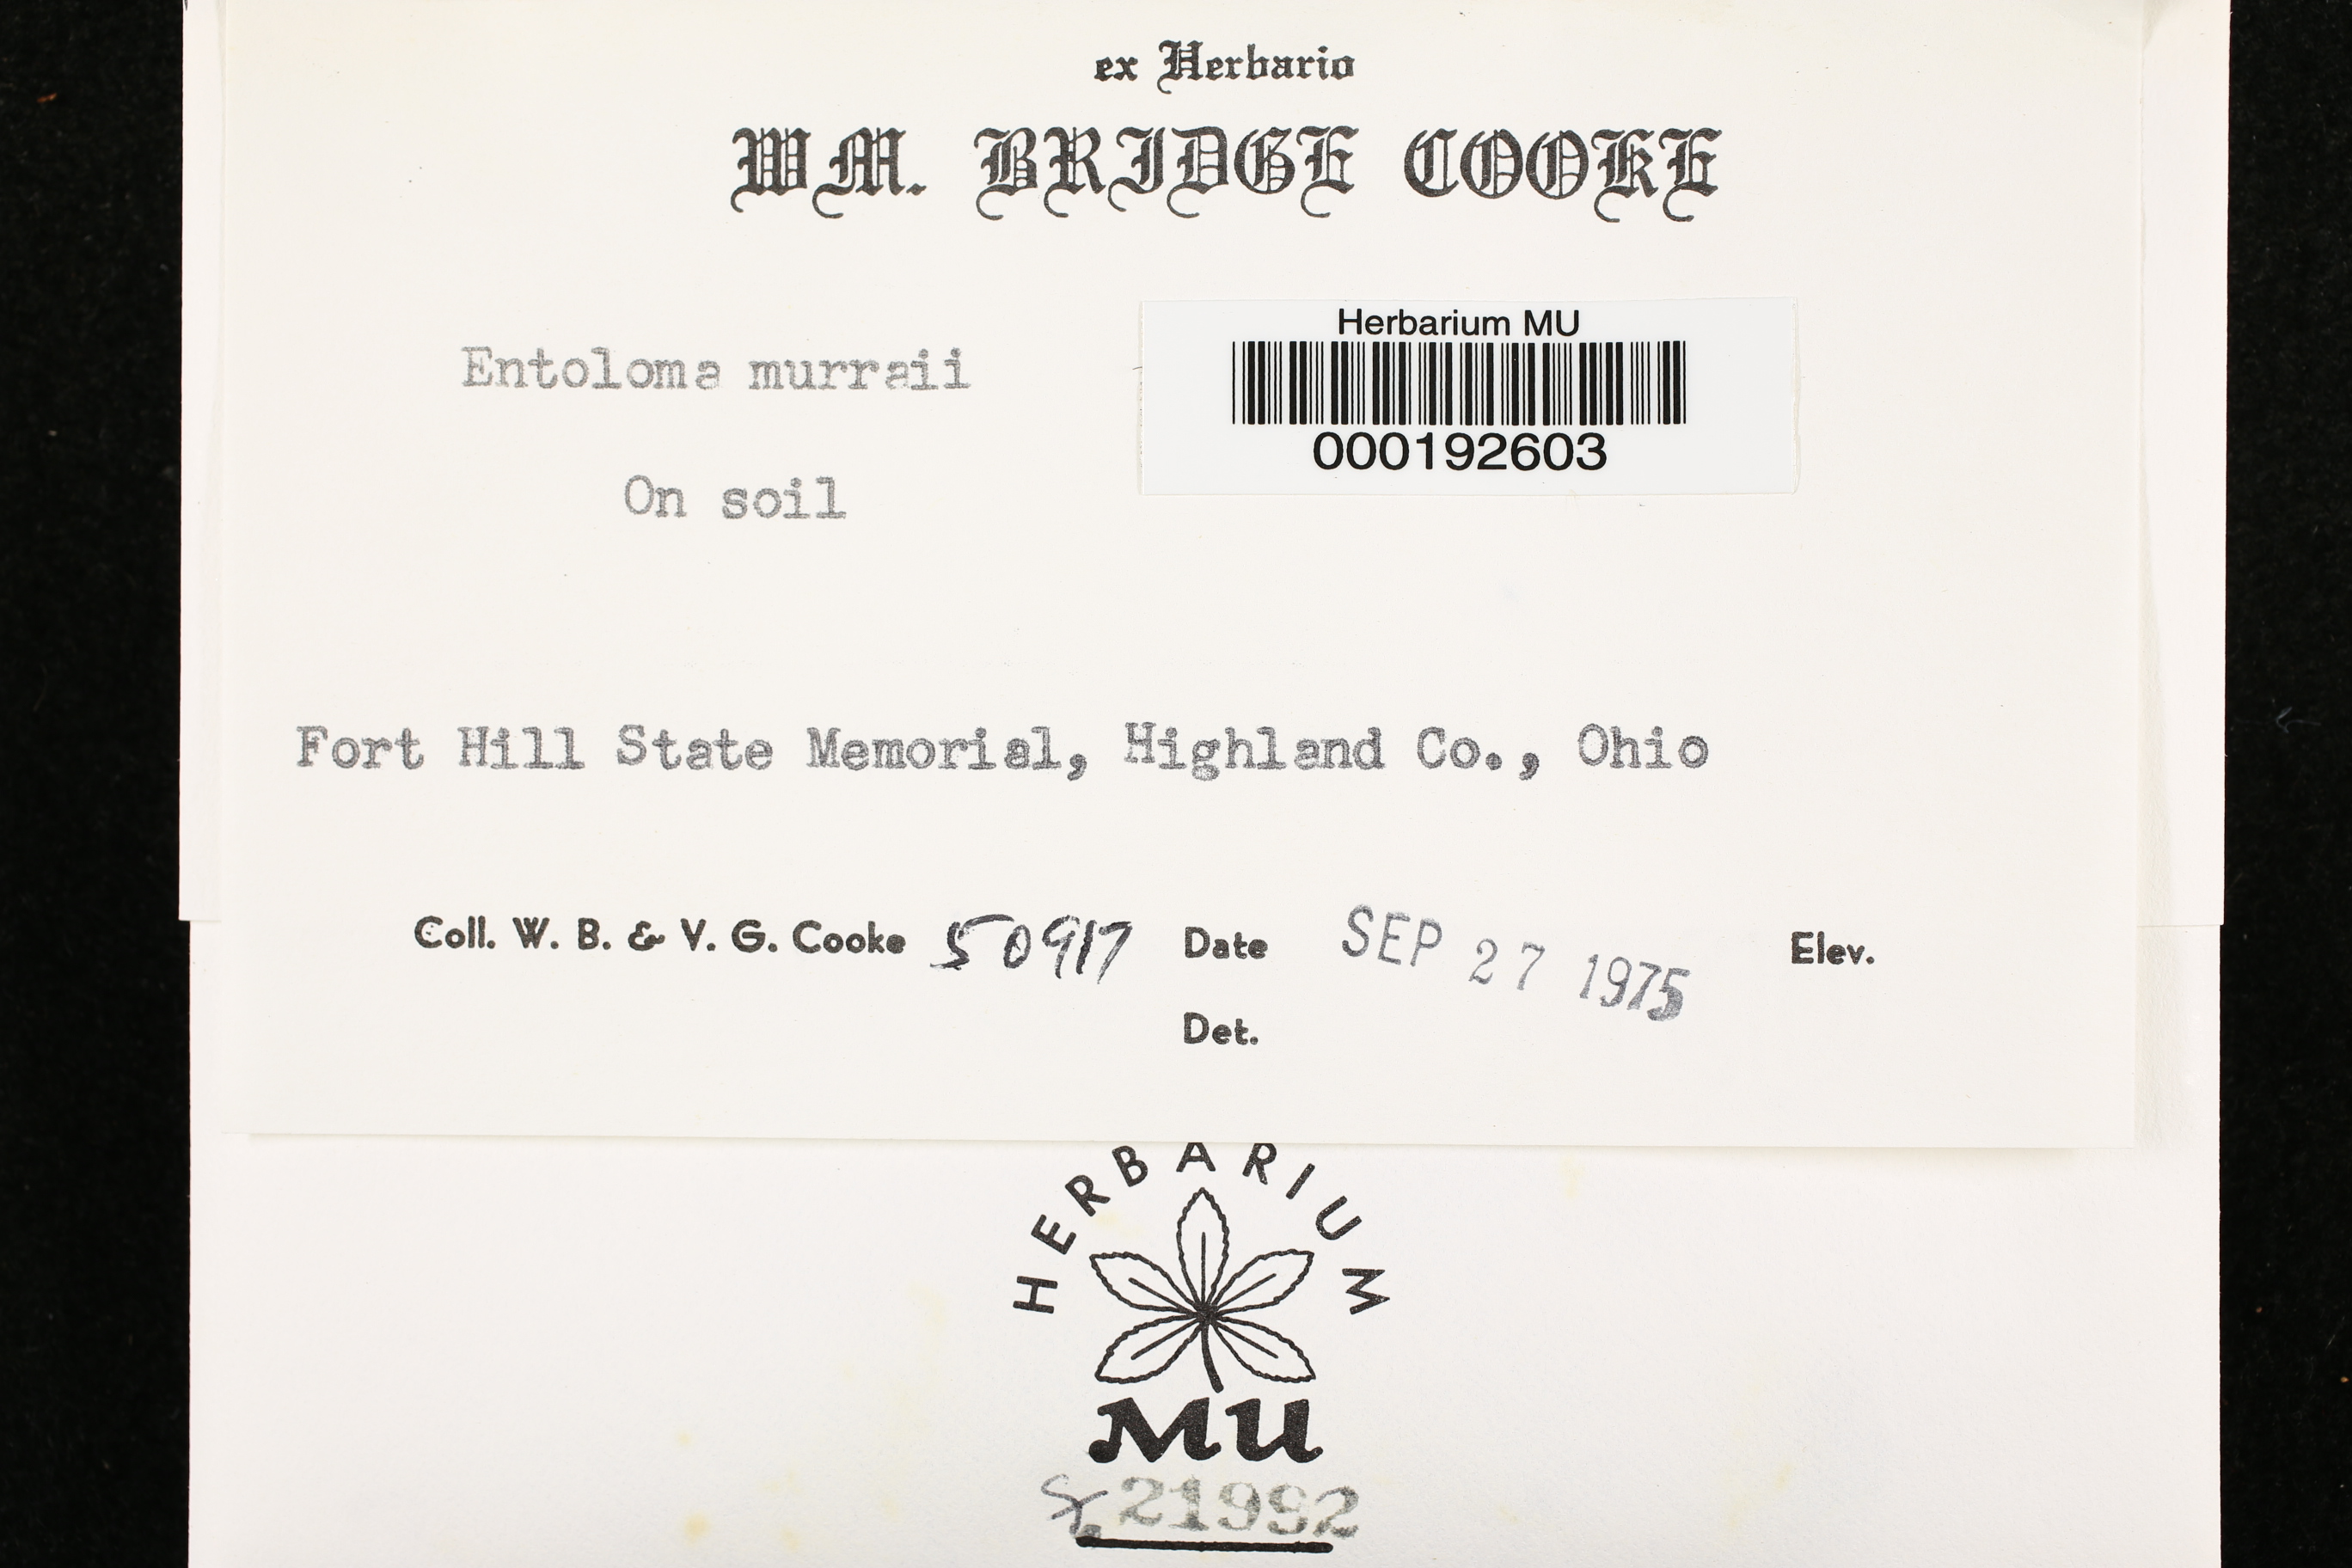 ex Herbario
WM. BRIDGE COOKE
Herbarium MU
000192603
Entoloma murraii
On soil
Fort Hill State Memorial, Highland Co., Ohio
Coll. W. B. & V. G. Cooke 50917 Date SEP 27 1975 Elev.
Det.
HERBARIUM
MU
21992